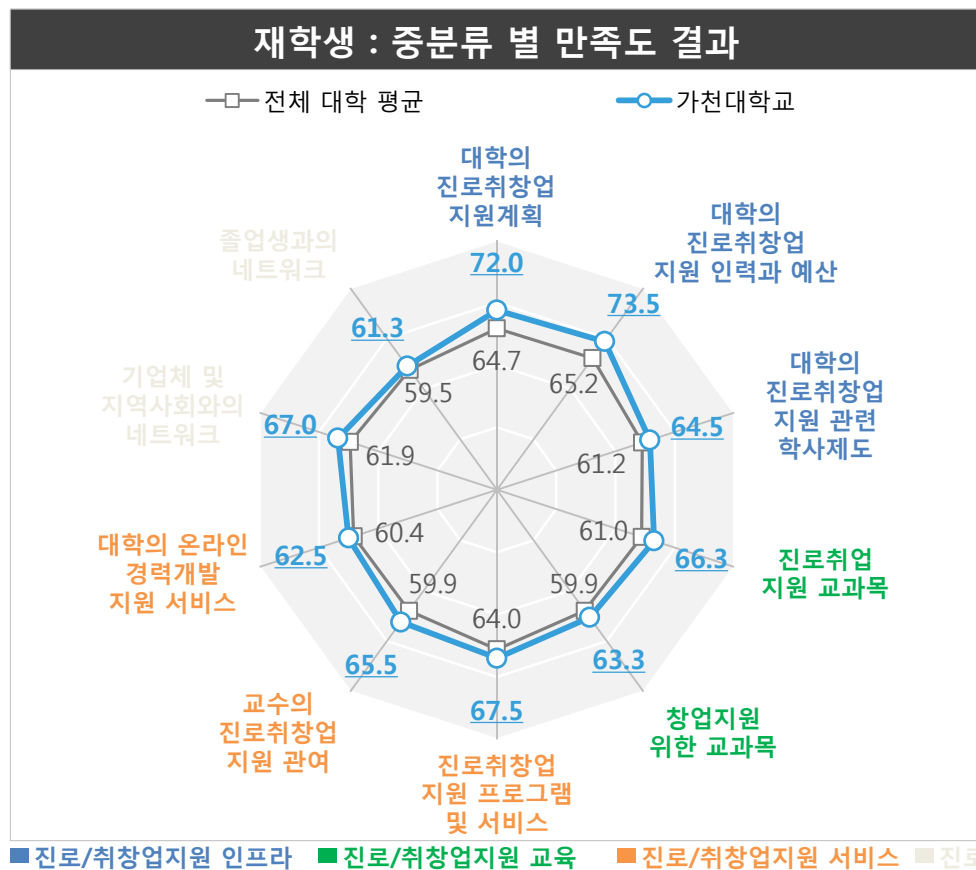 재학생 : 중분류 별 만족도 결과
전체 대학 평균
가천대학교
대학의
진로취창업
지원계획
72.0
64.7
대학의
진로취창업
지원 인력과 예산
73.5
65.2
대학의
진로취창업
지원 관련
학사제도
64.5
61.2
진로취업
지원 교과목
66.3
61.0
창업지원
위한 교과목
63.3
59.9
진로취창업
지원 프로그램
및 서비스
67.5
64.0
교수의
진로취창업
지원 관여
65.5
59.9
대학의 온라인
경력개발
지원 서비스
62.5
60.4
기업체 및
지역사회와의
네트워크
67.0
61.9
졸업생과의
네트워크
61.3
59.5
진로/취창업지원 인프라
진로/취창업지원 교육
진로/취창업지원 서비스
진로